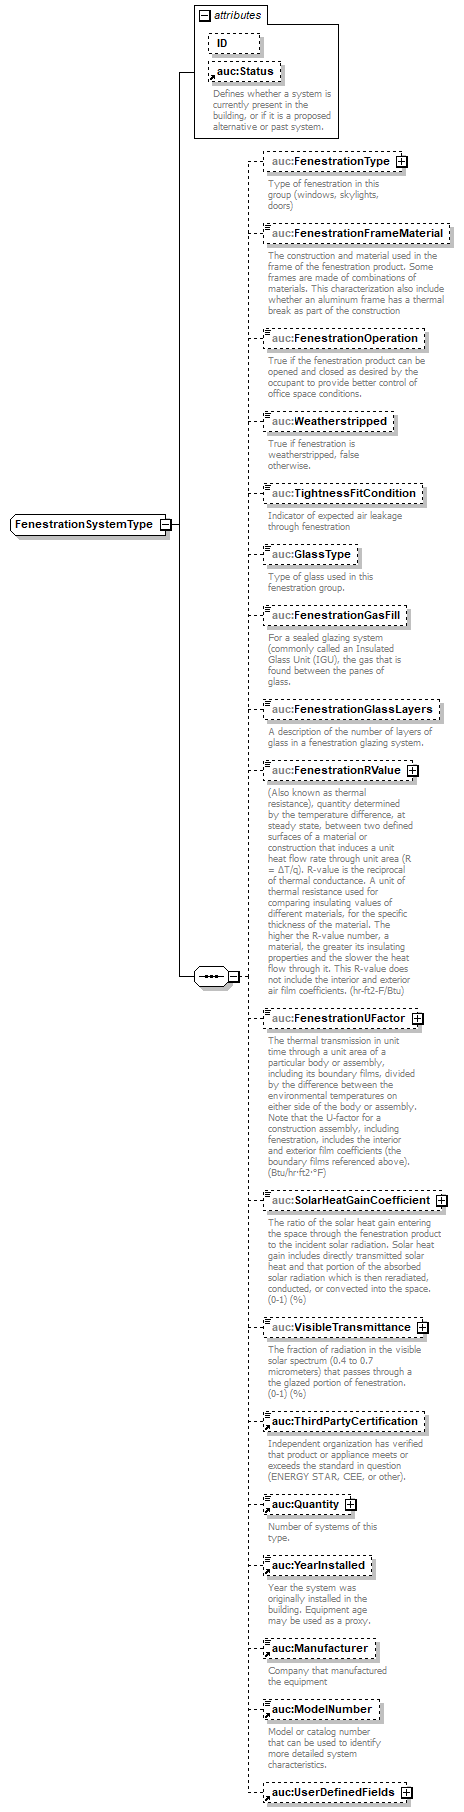 attributes
ID
auc:Status
Defines whether a system is
currently present in the
building, or if it is a proposed
alternative or past system.
auc:FenestrationType
Type of fenestration in this
group (windows, skylights,
doors)
auc:FenestrationFrameMaterial
The construction and material used in the
frame of the fenestration product. Some
frames are made of combinations of
materials. This characterization also include
whether an aluminum frame has a thermal
break as part of the construction
auc:FenestrationOperation
True if the fenestration product can be
opened and closed as desired by the
occupant to provide better control of
office space conditions.
auc:Weatherstripped
True if fenestration is
weatherstripped, false
otherwise.
auc:TightnessFitCondition
Indicator of expected air leakage
through fenestration
FenestrationSystemType
auc:GlassType
Type of glass used in this
fenestration group.
auc:FenestrationGasFill
For a sealed glazing system
(commonly called an Insulated
Glass Unit (IGU), the gas that is
found between the panes of
glass.
auc:FenestrationGlassLayers
A description of the number of layers of
glass in a fenestration glazing system.
auc:FenestrationRValue
(Also known as thermal
resistance), quantity determined
by the temperature difference, at
steady state, between two defined
surfaces of a material or
construction that induces a unit
heat flow rate through unit area (R
= ΔT/q). R-value is the reciprocal
of thermal conductance. A unit of
thermal resistance used for
comparing insulating values of
different materials, for the specific
thickness of the material. The
higher the R-value number, a
material, the greater its insulating
properties and the slower the heat
flow through it. This R-value does
not include the interior and exterior
air film coefficients. (hr-ft2-F/Btu)
auc:FenestrationUFactor
The thermal transmission in unit
time through a unit area of a
particular body or assembly,
including its boundary films, divided
by the difference between the
environmental temperatures on
either side of the body or assembly.
Note that the U-factor for a
construction assembly, including
fenestration, includes the interior
and exterior film coefficients (the
boundary films referenced above).
(Btu/hr·ft2·°F)
auc:SolarHeatGainCoefficient
The ratio of the solar heat gain entering
the space through the fenestration product
to the incident solar radiation. Solar heat
gain includes directly transmitted solar
heat and that portion of the absorbed
solar radiation which is then reradiated,
conducted, or convected into the space.
(0-1) (%)
auc:VisibleTransmittance
The fraction of radiation in the visible
solar spectrum (0.4 to 0.7
micrometers) that passes through a
the glazed portion of fenestration.
(0-1) (%)
auc:ThirdPartyCertification
Independent organization has verified
that product or appliance meets or
exceeds the standard in question
(ENERGY STAR, CEE, or other).
auc:Quantity
Number of systems of this
type.
auc:YearInstalled
Year the system was
originally installed in the
building. Equipment age
may be used as a proxy.
auc:Manufacturer
Company that manufactured
the equipment
auc:ModelNumber
Model or catalog number
that can be used to identify
more detailed system
characteristics.
auc:UserDefinedFields